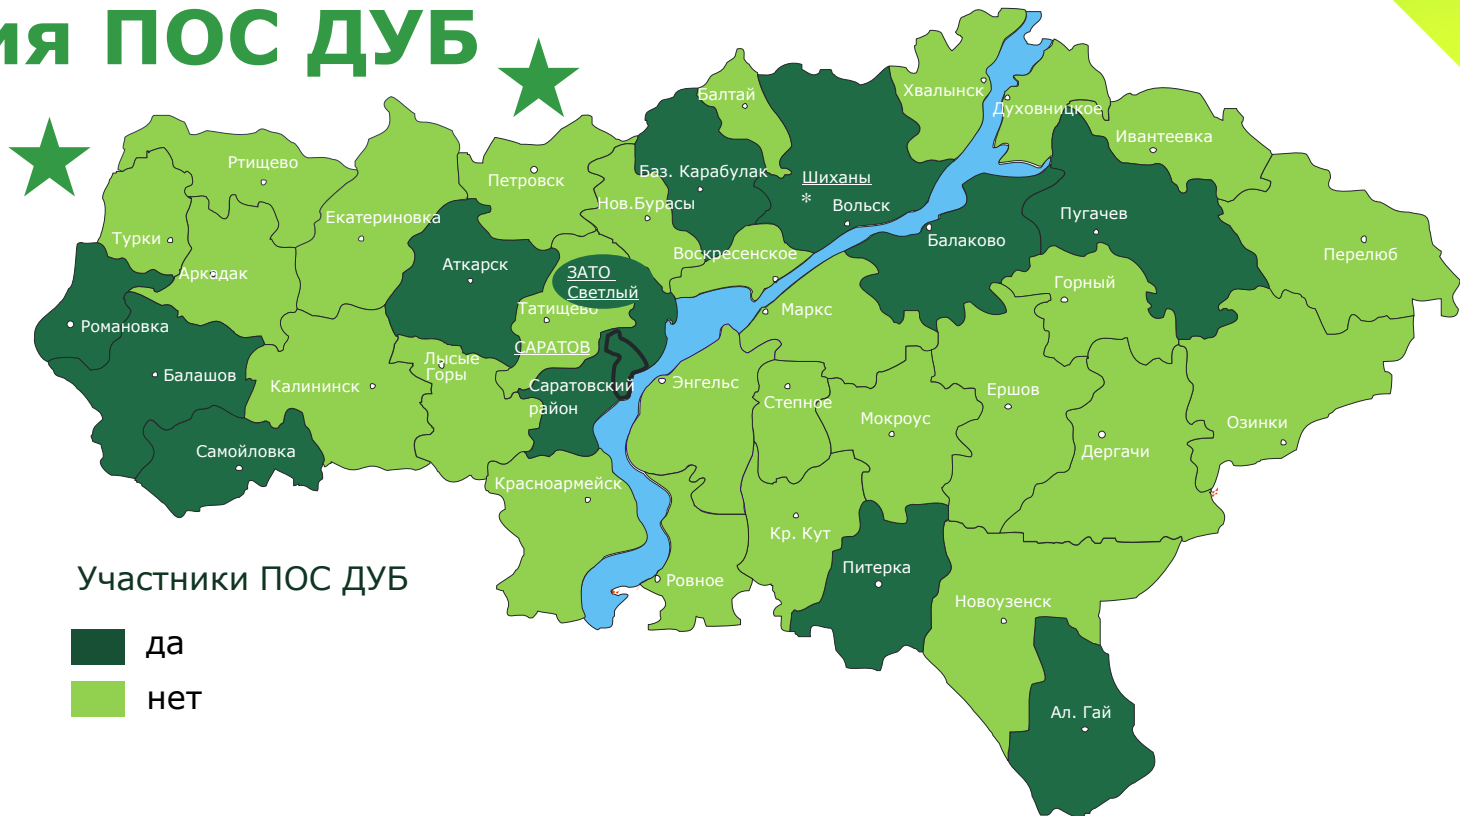 ия ПОС ДУБ
Балтай
Хвалынск
Духовницкое
Ивантеевка
Ртищево
Петровск
Баз. Карабулак
Шиханы
*
Вольск
Нов.Бурасы
Пугачев
Екатериновка
Турки
Балаково
Воскресенское
Перелюб
Аткарск
Аркадак
ЗАТО
Светлый
Горный
Татищево
Маркс
Романовка
САРАТОВ
Лысые
Горы
Балашов
Калининск
Саратовский
район
Энгельс
Степное
Ершов
Мокроус
Озинки
Самойловка
Дергачи
Красноармейск
Кр. Кут
Питерка
Ровное
Новоузенск
Ал. Гай
Участники ПОС ДУБ
да
нет